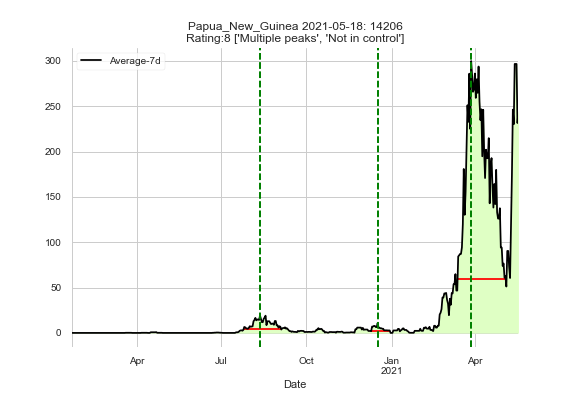 Papua_New_Guinea 2021-05-18: 14206
Rating:8 ['Multiple peaks', 'Not in control']
Average-7d
300
250
200
150
100
50
0
Apr Jul Oct Jan Apr
2021
Date